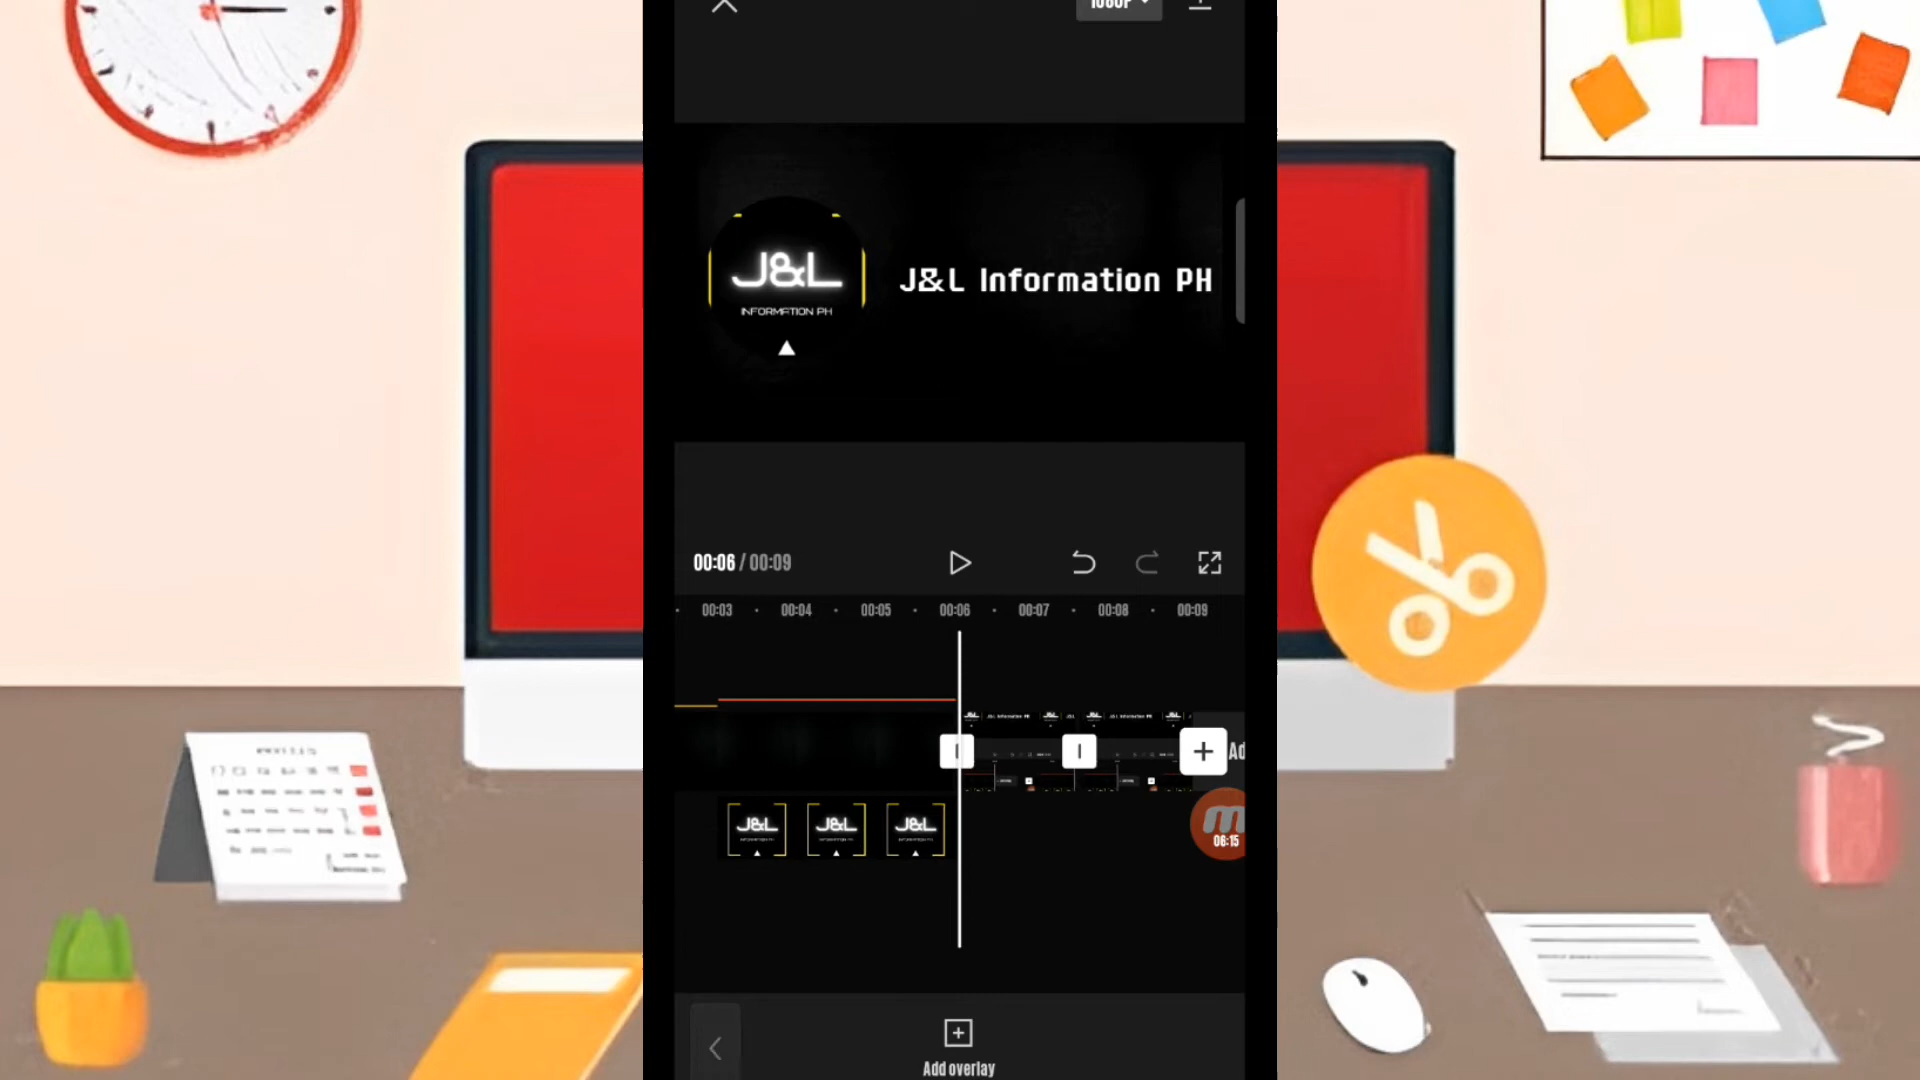 J&L
INFORMATION PH
J&L Information PH
00:06 / 00:09
00:03 00:04 00:05 00:06 00:07 00:08 00:09
J&L J&L J&L
06:15
Add overlay